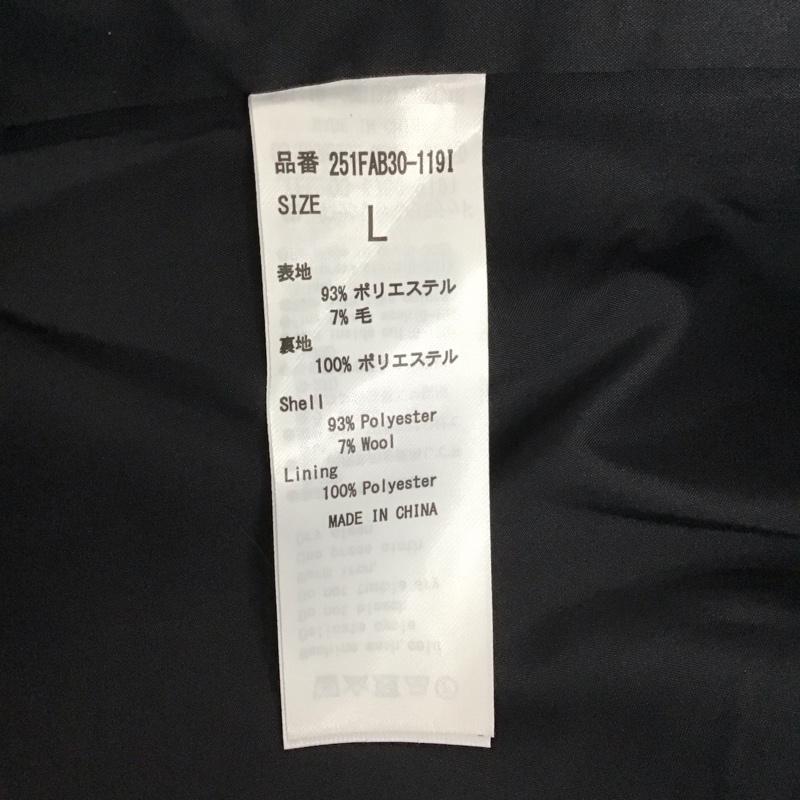 品番 251FAB30-119I
SIZE
L
表地
93% ポリエステル
7% 毛
裏地
100% ポリエステル
Shell
93% Polyester
7% Wool
Lining
100% Polyester
MADE IN CHINA